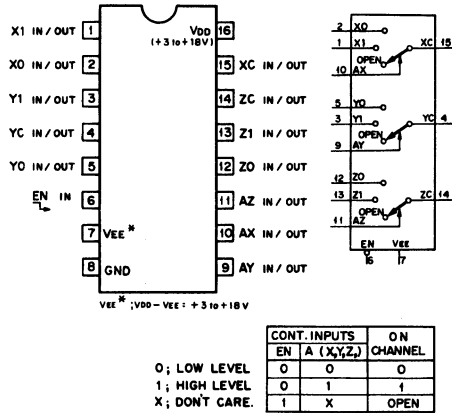 X1 IN/OUT 1
X0 IN/OUT 2
Y1 IN/OUT 3
YC IN/OUT 4
Y0 IN/OUT 5
EN IN 6
7 VEE*
8 GND
VDD 16
(+3 to +18V)
15 XC IN/OUT
14 ZC IN/OUT
13 Z1 IN/OUT
12 Z0 IN/OUT
11 AZ IN/OUT
10 AX IN/OUT
9 AY IN/OUT
VEE* ; VDD-VEE: +3 to +18V
2 X0
1 X1 XC 15
OPEN
10 AX
5 Y0
3 Y1 YC 4
OPEN
9 AY
12 Z0
13 Z1 ZC 14
OPEN
11 AZ
EN VEE
6 7
CONT. INPUTS ON
EN A (X,Y,Z,) CHANNEL
O; LOW LEVEL 0 0 0
1; HIGH LEVEL 0 1 1
X; DON'T CARE. 1 X OPEN